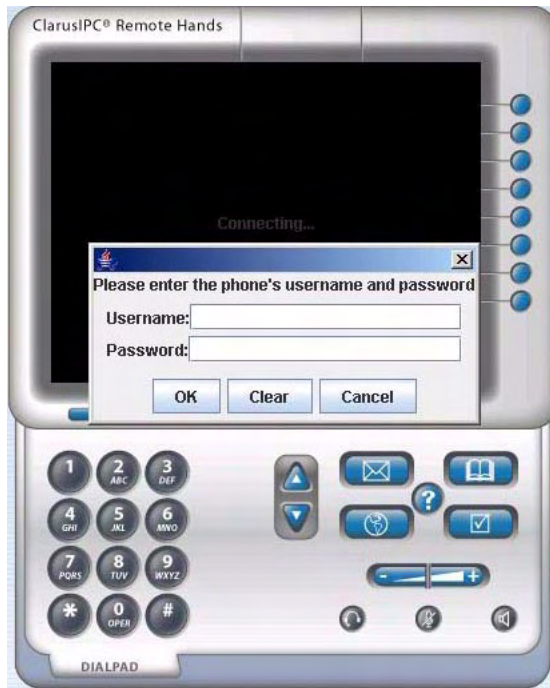 ClarusIPC® Remote Hands
Connecting...
Please enter the phone's username and password
Username:
Password:
OK Clear Cancel
1 2 3
ABC DEF
4 5 6
GHI JKL MNO
7 8 9
PQRS TUV WXYZ
* 0 #
OPER
?
- +
DIALPAD